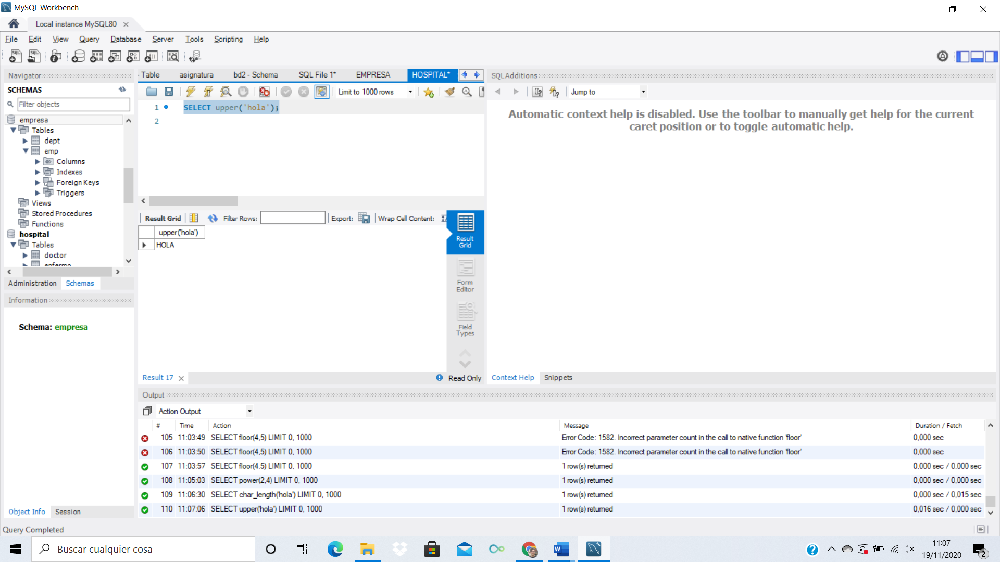 MySQL Workbench
Local instance MySQL80
File Edit View Query Database Server Tools Scripting Help
Navigator
SCHEMAS
Filter objects
empresa
Tables
dept
emp
Columns
Indexes
Foreign Keys
Triggers
Views
Stored Procedures
Functions
hospital
Tables
doctor
enfermo
Administration Schemas
Information
Schema: empresa
Object Info Session
Query Completed
- Table asignatura bd2 - Schema SQL File 1* EMPRESA HOSPITAL*
Limit to 1000 rows
1 SELECT upper('hola');
2
Result Grid Filter Rows: Export: Wrap Cell Content:
upper('hola')
HOLA
Result Grid
Form Editor
Field Types
Result 17 Read Only
SQLAdditions
Jump to
Automatic context help is disabled. Use the toolbar to manually get help for the current
caret position or to toggle automatic help.
Context Help Snippets
Output
Action Output
# Time Action Message Duration / Fetch
105 11:03:49 SELECT floor(4,5) LIMIT 0, 1000 Error Code: 1582. Incorrect parameter count in the call to native function 'floor' 0,000 sec
106 11:03:50 SELECT floor(4,5) LIMIT 0, 1000 Error Code: 1582. Incorrect parameter count in the call to native function 'floor' 0,000 sec
107 11:03:57 SELECT floor(4.5) LIMIT 0, 1000 1 row(s) returned 0,000 sec / 0,000 sec
108 11:05:03 SELECT power(2,4) LIMIT 0, 1000 1 row(s) returned 0,000 sec / 0,000 sec
109 11:06:30 SELECT char_length('hola') LIMIT 0, 1000 1 row(s) returned 0,000 sec / 0,015 sec
110 11:07:06 SELECT upper('hola') LIMIT 0, 1000 1 row(s) returned 0,016 sec / 0,000 sec
Buscar cualquier cosa
11:07
19/11/2020
2